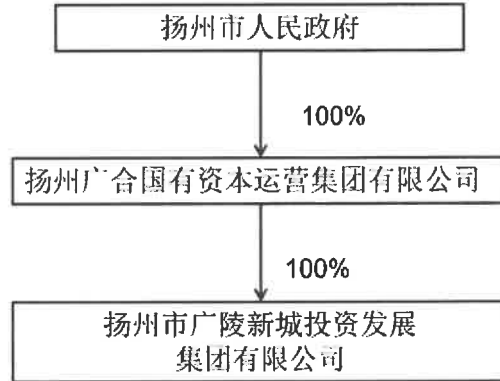 扬州市人民政府
100%
扬州广合国有资本运营集团有限公司
100%
扬州市广陵新城投资发展
集团有限公司